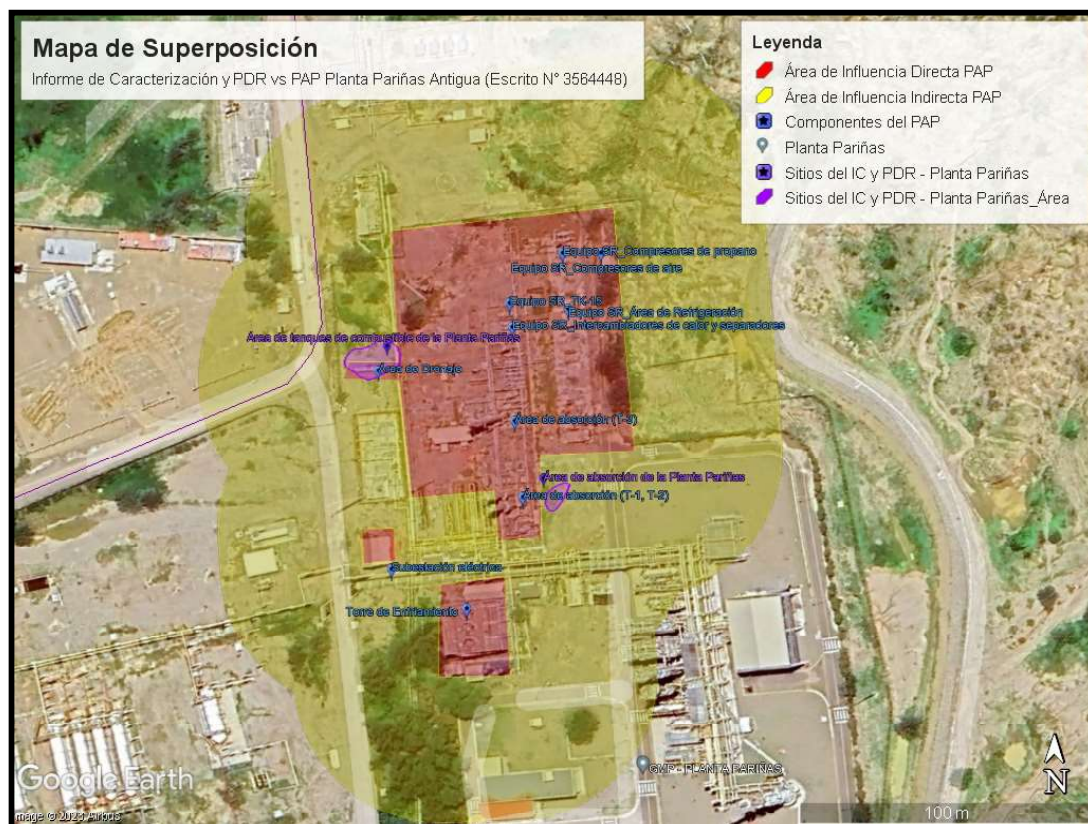 Mapa de Superposición
Informe de Caracterización y PDR vs PAP Planta Pariñas Antigua (Escrito N° 3564448)
Leyenda
Área de Influencia Directa PAP
Área de Influencia Indirecta PAP
Componentes del PAP
Planta Pariñas
Sitios del IC y PDR - Planta Pariñas
Sitios del IC y PDR - Planta Pariñas_Área
Equipo SR_Compresores de propano
Equipo SR_Compresores de aire
Equipo SR_TK-15
Equipo SR_Área de Refrigeración
Equipo SR_Intercambiadores de calor y separadores
Área de tanques de combustible de la Planta Pariñas
Área de Drenaje
Área de absorción (T-3)
Área de absorción de la Planta Pariñas
Área de absorción (T-1, T-2)
Subestación eléctrica
Torre de Enfriamiento
GMP - PLANTA PARIÑAS
Google Earth
Image © 2023 Airbus
100 m
N